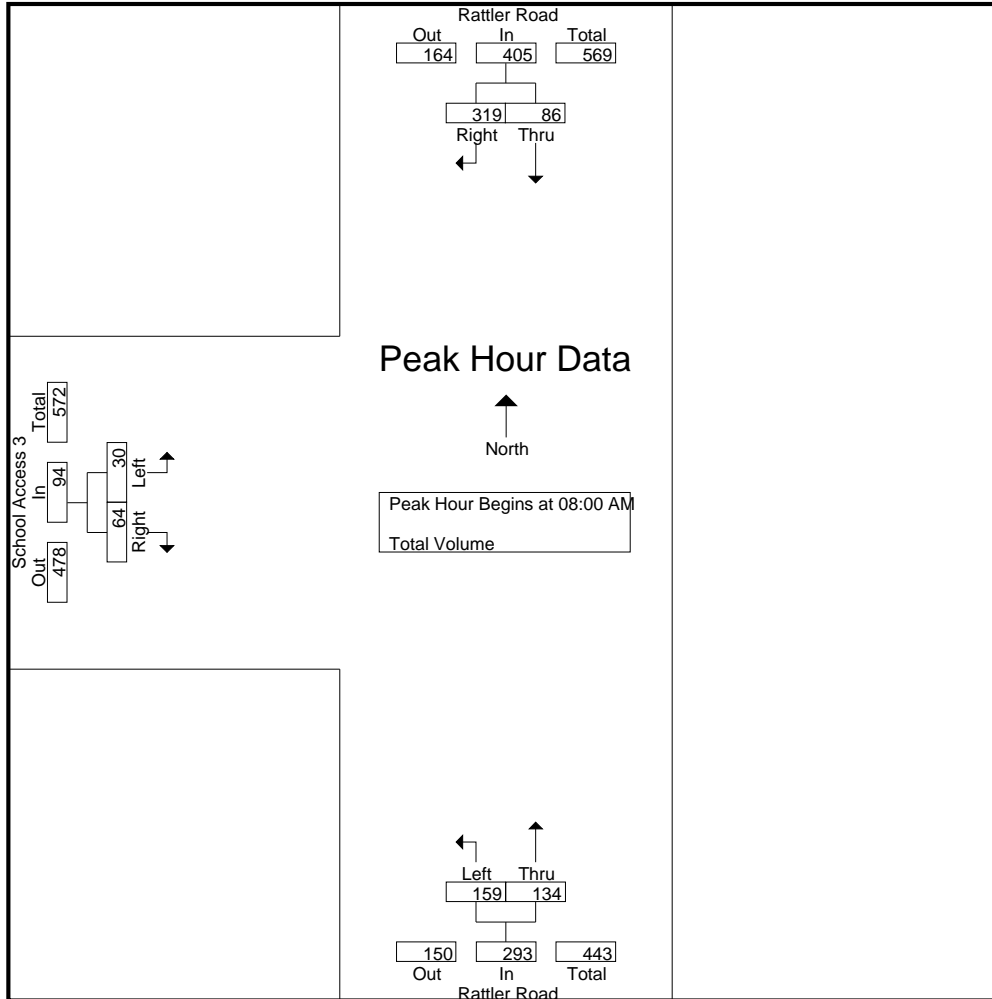 Rattler Road
Out In Total
164 405 569
319 86
Right Thru
Peak Hour Data
North
Peak Hour Begins at 08:00 AM
Total Volume
School Access 3
Out In Total
478 94 572
64 30
Right Left
Left Thru
159 134
150 293 443
Out In Total
Rattler Road